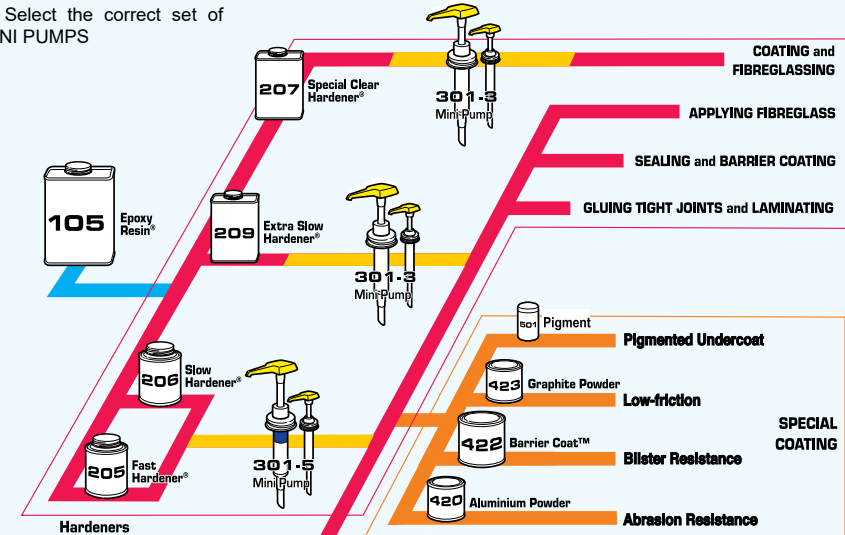 Select the correct set of
NI PUMPS
207
Special Clear
Hardener®
301-3
Mini Pump
COATING and
FIBREGLASSING
APPLYING FIBREGLASS
SEALING and BARRIER COATING
GLUING TIGHT JOINTS and LAMINATING
105
Epoxy
Resin®
209
Extra Slow
Hardener®
301-3
Mini Pump
206
Slow
Hardener®
205
Fast
Hardener®
301-5
Mini Pump
Hardeners
501
Pigment
Pigmented Undercoat
423
Graphite Powder
Low-friction
422
Barrier Coat™
Blister Resistance
420
Aluminium Powder
Abrasion Resistance
SPECIAL
COATING